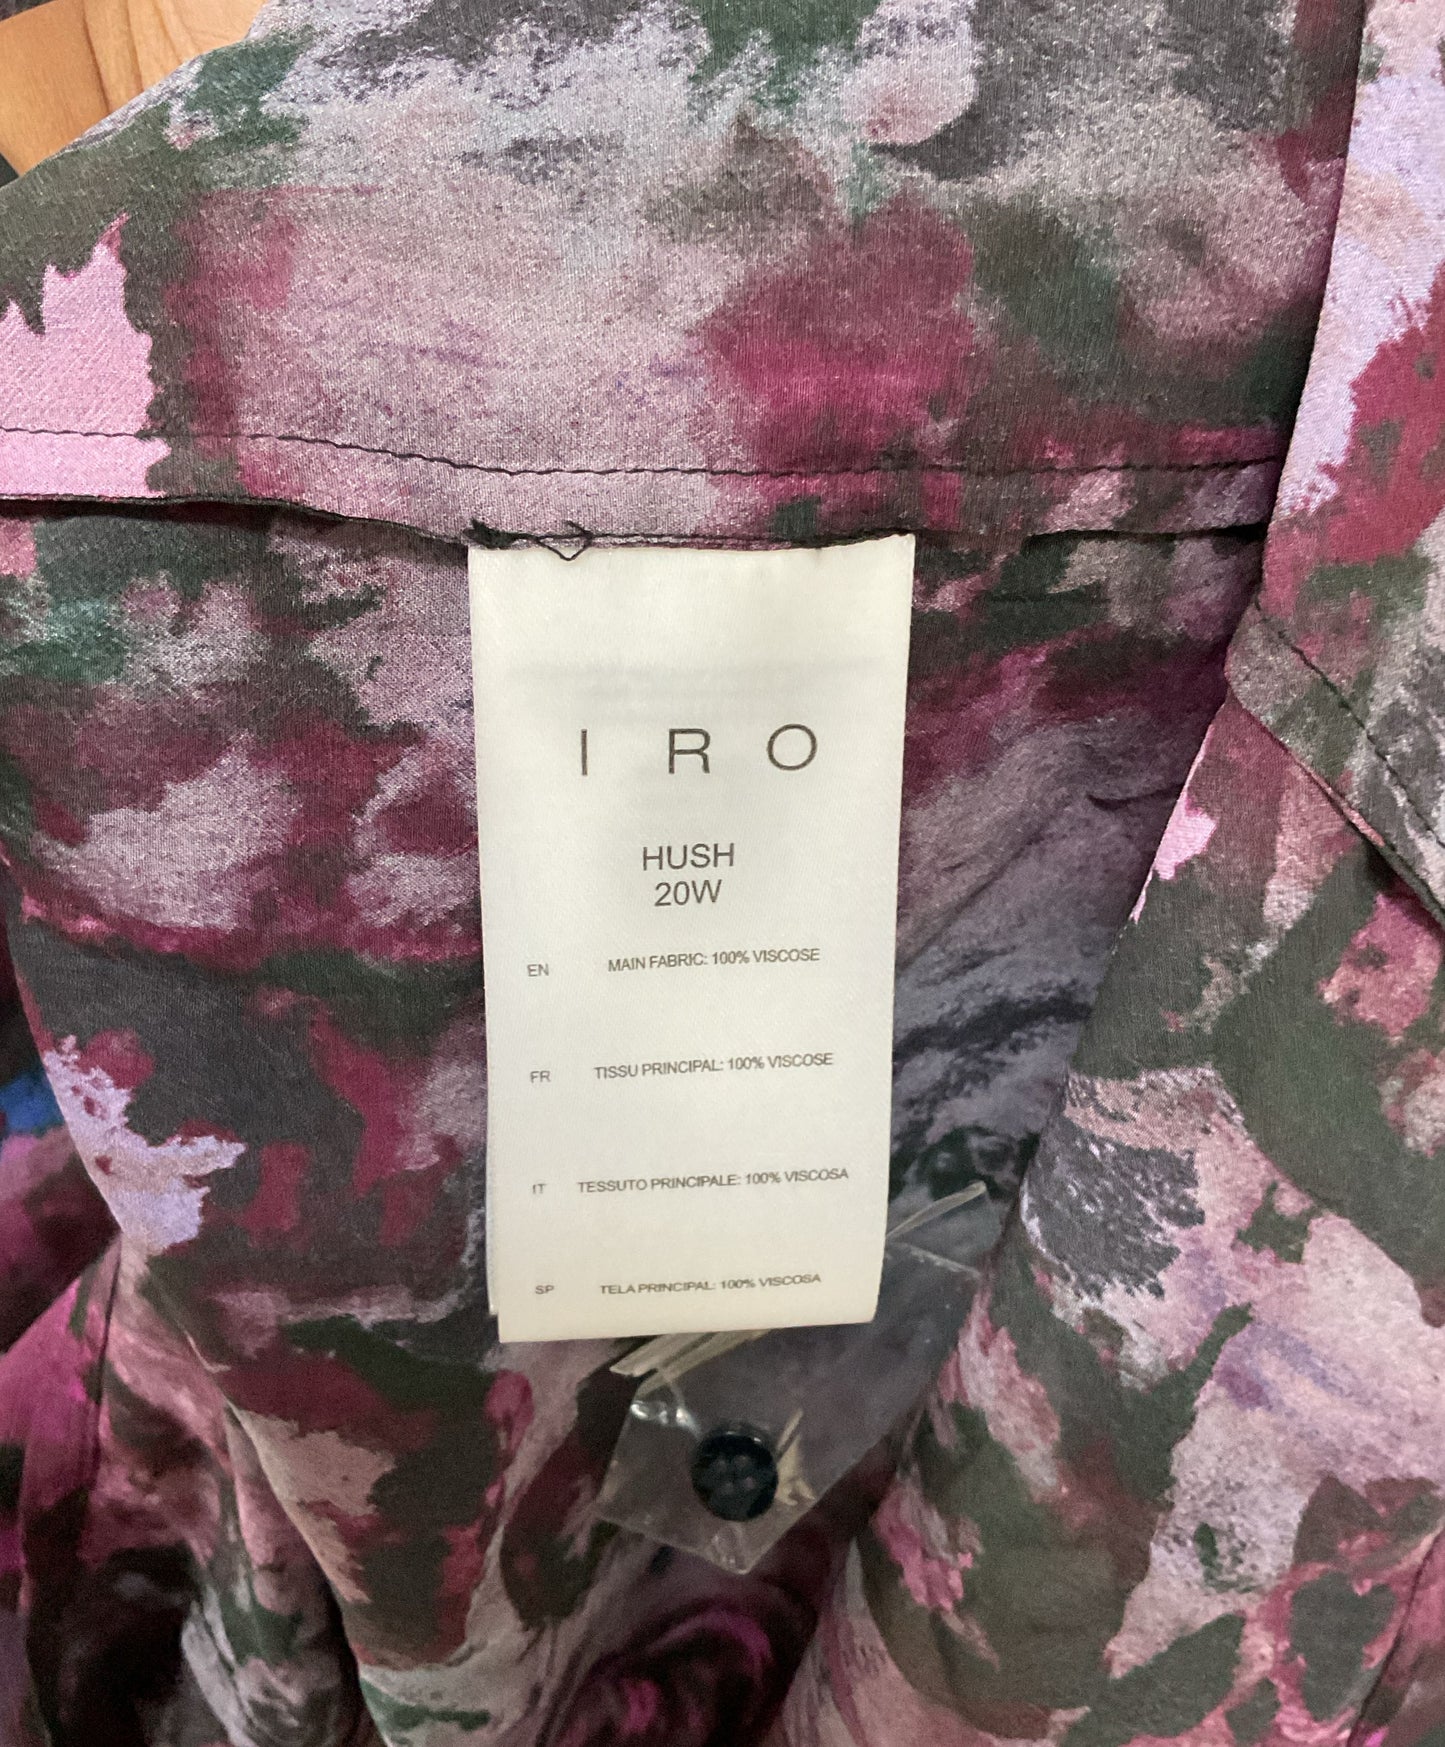 IRO
HUSH
20W
EN MAIN FABRIC: 100% VISCOSE
FR TISSU PRINCIPAL: 100% VISCOSE
IT TESSUTO PRINCIPALE: 100% VISCOSA
SP TELA PRINCIPAL: 100% VISCOSA